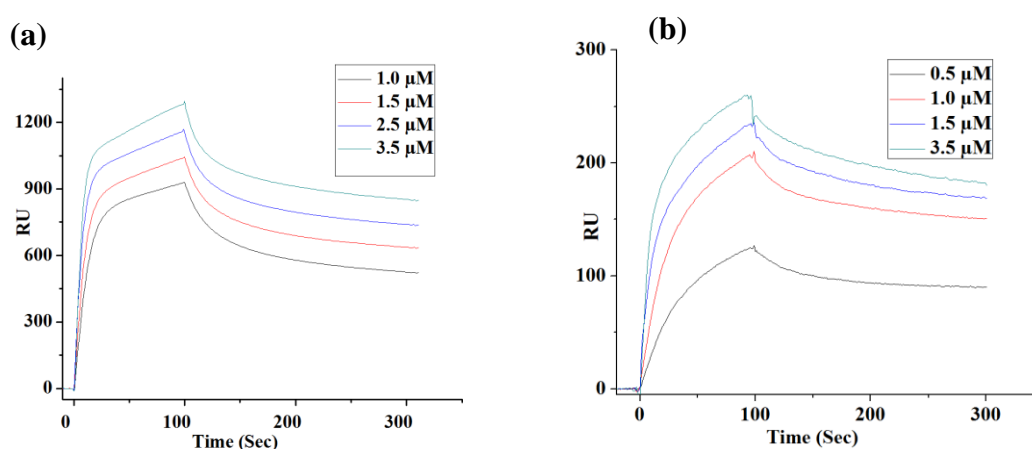 (a)
1.0 µM
1.5 µM
2.5 µM
3.5 µM
1200
900
600
300
0
RU
0 100 200 300
Time (Sec)
(b)
0.5 µM
1.0 µM
1.5 µM
3.5 µM
300
200
100
0
RU
0 100 200 300
Time (Sec)